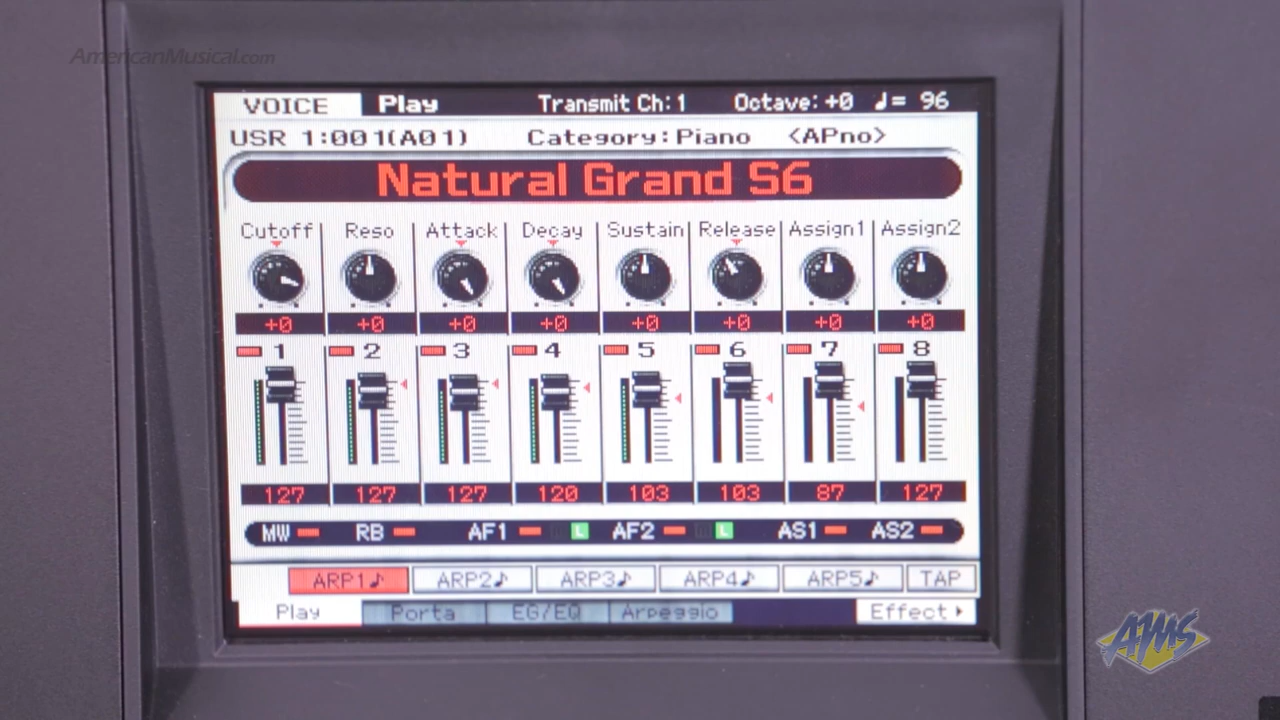 AmericanMusical.com
VOICE Play Transmit Ch:1 Octave:+0 ♩= 96
USR 1:001(A01) Category:Piano <APno>
Natural Grand S6
Cutoff Reso Attack Decay Sustain Release Assign1 Assign2
+0 +0 +0 +0 +0 +0 +0 +0
1 2 3 4 5 6 7 8
127 127 127 120 103 103 87 127
MW RB AF1 L AF2 L AS1 AS2
ARP1♪ ARP2♪ ARP3♪ ARP4♪ ARP5♪ TAP
Play Porta EG/EQ Arpeggio Effect
AMS